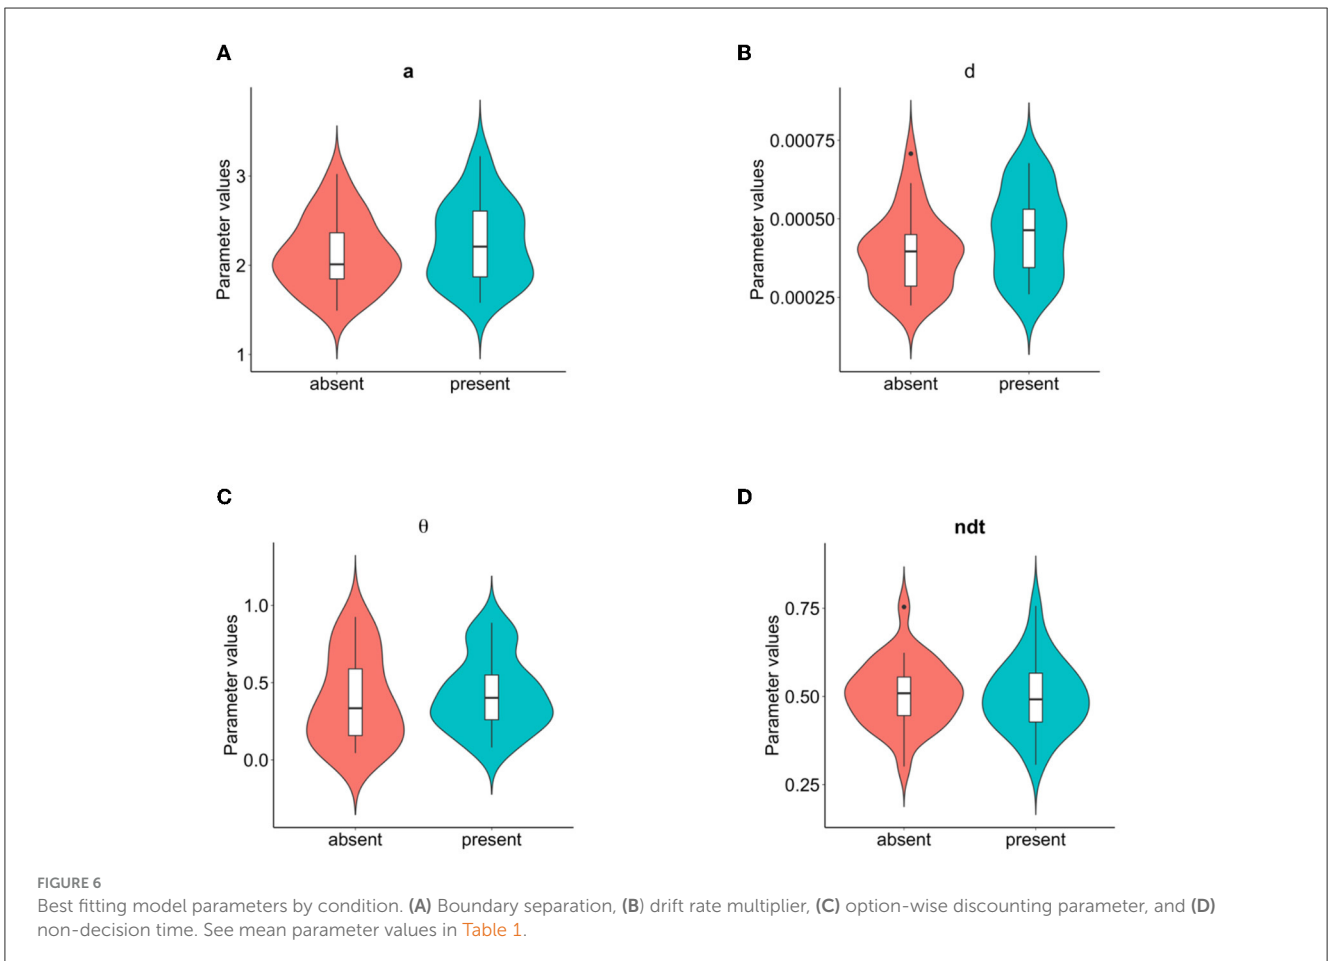 A
a
3
2
1
Parameter values
absent present
B
d
0.00075
0.00050
0.00025
Parameter values
absent present
C
θ
1.0
0.5
0.0
Parameter values
absent present
D
ndt
0.75
0.50
0.25
Parameter values
absent present
FIGURE 6
Best fitting model parameters by condition. (A) Boundary separation, (B) drift rate multiplier, (C) option-wise discounting parameter, and (D)
non-decision time. See mean parameter values in Table 1.